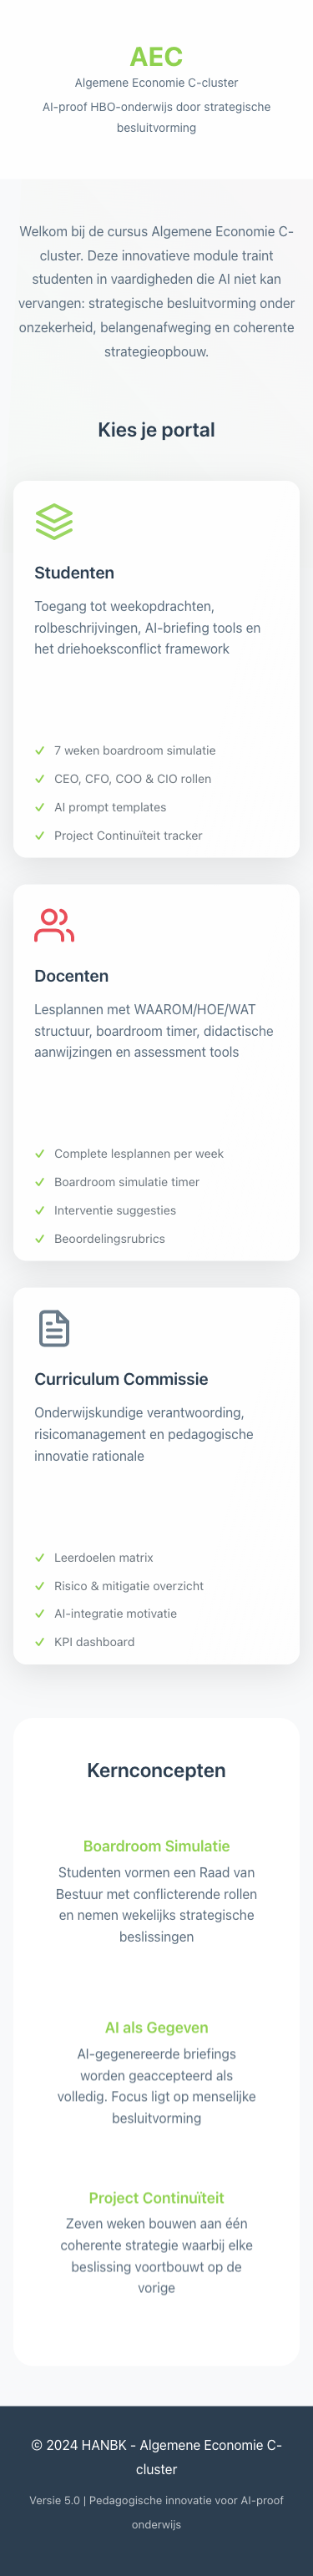 AEC
Algemene Economie C-cluster
AI-proof HBO-onderwijs door strategische
besluitvorming
Welkom bij de cursus Algemene Economie C-
cluster. Deze innovatieve module traint
studenten in vaardigheden die AI niet kan
vervangen: strategische besluitvorming onder
onzekerheid, belangenafweging en coherente
strategieopbouw.
Kies je portal
Studenten
Toegang tot weekopdrachten,
rolbeschrijvingen, AI-briefing tools en
het driehoeksconflict framework
7 weken boardroom simulatie
CEO, CFO, COO & CIO rollen
AI prompt templates
Project Continuïteit tracker
Docenten
Lesplannen met WAAROM/HOE/WAT
structuur, boardroom timer, didactische
aanwijzingen en assessment tools
Complete lesplannen per week
Boardroom simulatie timer
Interventie suggesties
Beoordelingsrubrics
Curriculum Commissie
Onderwijskundige verantwoording,
risicomanagement en pedagogische
innovatie rationale
Leerdoelen matrix
Risico & mitigatie overzicht
AI-integratie motivatie
KPI dashboard
Kernconcepten
Boardroom Simulatie
Studenten vormen een Raad van
Bestuur met conflicterende rollen
en nemen wekelijks strategische
beslissingen
AI als Gegeven
AI-gegenereerde briefings
worden geaccepteerd als
volledig. Focus ligt op menselijke
besluitvorming
Project Continuïteit
Zeven weken bouwen aan één
coherente strategie waarbij elke
beslissing voortbouwt op de
vorige
© 2024 HANBK - Algemene Economie C-
cluster
Versie 5.0 | Pedagogische innovatie voor AI-proof
onderwijs